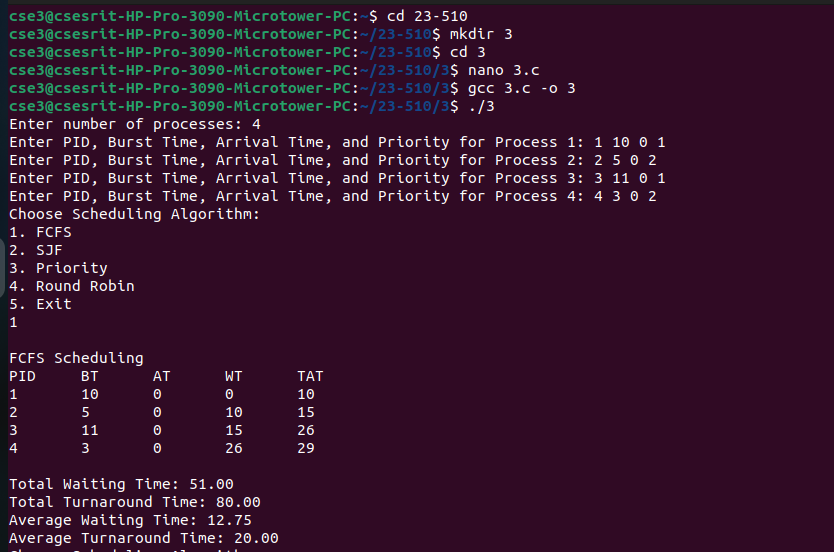 cse3@csesrit-HP-Pro-3090-Microtower-PC:~$ cd 23-510
cse3@csesrit-HP-Pro-3090-Microtower-PC:~/23-510$ mkdir 3
cse3@csesrit-HP-Pro-3090-Microtower-PC:~/23-510$ cd 3
cse3@csesrit-HP-Pro-3090-Microtower-PC:~/23-510/3$ nano 3.c
cse3@csesrit-HP-Pro-3090-Microtower-PC:~/23-510/3$ gcc 3.c -o 3
cse3@csesrit-HP-Pro-3090-Microtower-PC:~/23-510/3$ ./3
Enter number of processes: 4
Enter PID, Burst Time, Arrival Time, and Priority for Process 1: 1 10 0 1
Enter PID, Burst Time, Arrival Time, and Priority for Process 2: 2 5 0 2
Enter PID, Burst Time, Arrival Time, and Priority for Process 3: 3 11 0 1
Enter PID, Burst Time, Arrival Time, and Priority for Process 4: 4 3 0 2
Choose Scheduling Algorithm:
1. FCFS
2. SJF
3. Priority
4. Round Robin
5. Exit
1
FCFS Scheduling
PID BT AT WT TAT
1 10 0 0 10
2 5 0 10 15
3 11 0 15 26
4 3 0 26 29
Total Waiting Time: 51.00
Total Turnaround Time: 80.00
Average Waiting Time: 12.75
Average Turnaround Time: 20.00